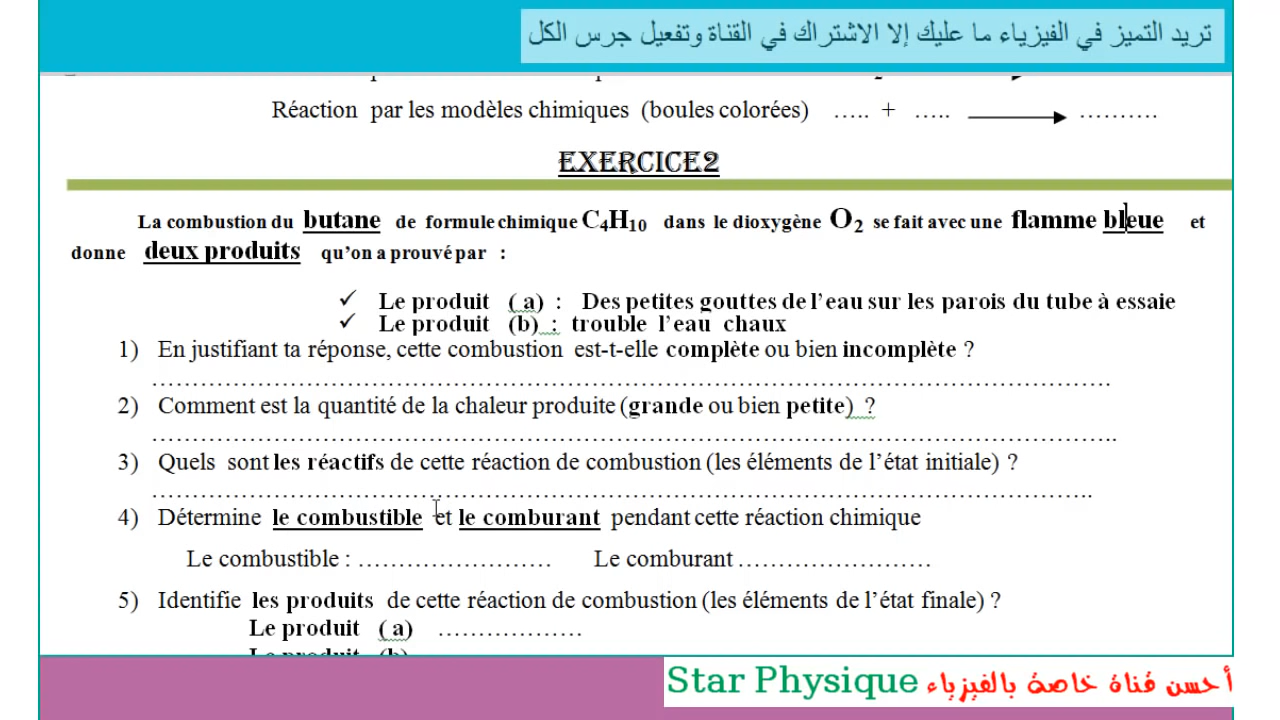 تريد التميز في الفيزياء ما عليك إلا الاشتراك في القناة وتفعيل جرس الكل
Réaction par les modèles chimiques (boules colorées) ….. + ….. ……….
EXERCICE2
La combustion du butane de formule chimique C₄H₁₀ dans le dioxygène O₂ se fait avec une flamme bleue et
donne deux produits qu’on a prouvé par :
✓ Le produit (a) : Des petites gouttes de l’eau sur les parois du tube à essaie
✓ Le produit (b) : trouble l’eau chaux
1) En justifiant ta réponse, cette combustion est-t-elle complète ou bien incomplète ?
……………………………………………………………………………………………………….
2) Comment est la quantité de la chaleur produite (grande ou bien petite) ?
………………………………………………………………………………………………………..
3) Quels sont les réactifs de cette réaction de combustion (les éléments de l’état initiale) ?
……………………………………………………………………………………………………..
4) Détermine le combustible et le comburant pendant cette réaction chimique
Le combustible : …………………… Le comburant ……………………
5) Identifie les produits de cette réaction de combustion (les éléments de l’état finale) ?
Le produit (a) ………………
Le produit (b)
Star Physique أحسن قناة خاصة بالفيزياء